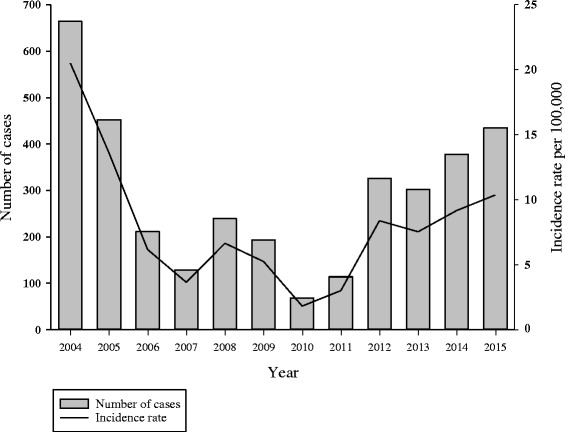 700
600
500
400
300
200
100
0
Number of cases
25
20
15
10
5
0
Incidence rate per 100,000
2004 2005 2006 2007 2008 2009 2010 2011 2012 2013 2014 2015
Year
Number of cases
Incidence rate